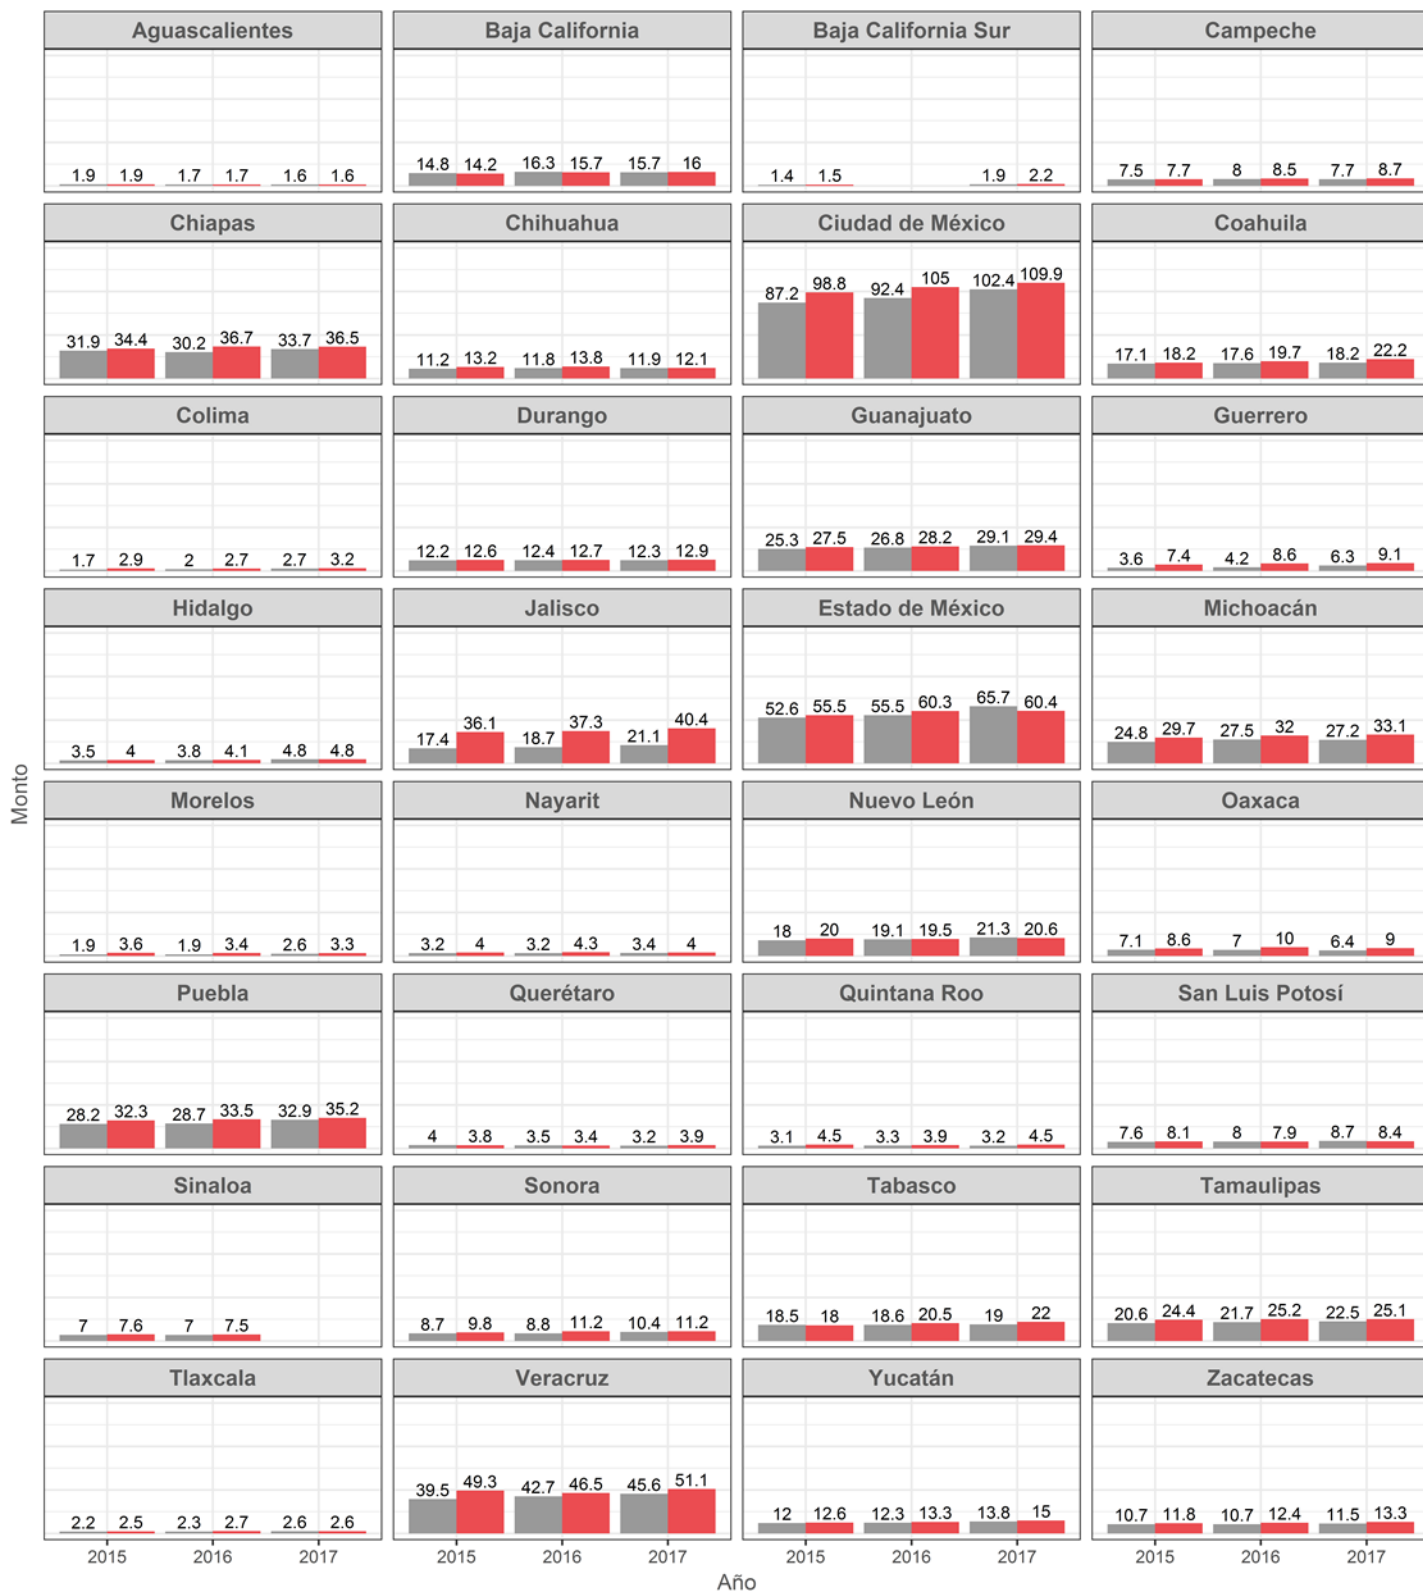 Aguascalientes Baja California Baja California Sur Campeche
1.9 1.9 1.7 1.7 1.6 1.6 14.8 14.2 16.3 15.7 15.7 16 1.4 1.5 1.9 2.2 7.5 7.7 8 8.5 7.7 8.7
Chiapas Chihuahua Ciudad de México Coahuila
31.9 34.4 30.2 36.7 33.7 36.5 11.2 13.2 11.8 13.8 11.9 12.1 87.2 98.8 92.4 105 102.4 109.9 17.1 18.2 17.6 19.7 18.2 22.2
Colima Durango Guanajuato Guerrero
1.7 2.9 2 2.7 2.7 3.2 12.2 12.6 12.4 12.7 12.3 12.9 25.3 27.5 26.8 28.2 29.1 29.4 3.6 7.4 4.2 8.6 6.3 9.1
Hidalgo Jalisco Estado de México Michoacán
3.5 4 3.8 4.1 4.8 4.8 17.4 36.1 18.7 37.3 21.1 40.4 52.6 55.5 55.5 60.3 65.7 60.4 24.8 29.7 27.5 32 27.2 33.1
Monto
Morelos Nayarit Nuevo León Oaxaca
1.9 3.6 1.9 3.4 2.6 3.3 3.2 4 3.2 4.3 3.4 4 18 20 19.1 19.5 21.3 20.6 7.1 8.6 7 10 6.4 9
Puebla Querétaro Quintana Roo San Luis Potosí
28.2 32.3 28.7 33.5 32.9 35.2 4 3.8 3.5 3.4 3.2 3.9 3.1 4.5 3.3 3.9 3.2 4.5 7.6 8.1 8 7.9 8.7 8.4
Sinaloa Sonora Tabasco Tamaulipas
7 7.6 7 7.5 8.7 9.8 8.8 11.2 10.4 11.2 18.5 18 18.6 20.5 19 22 20.6 24.4 21.7 25.2 22.5 25.1
Tlaxcala Veracruz Yucatán Zacatecas
2.2 2.5 2.3 2.7 2.6 2.6 39.5 49.3 42.7 46.5 45.6 51.1 12 12.6 12.3 13.3 13.8 15 10.7 11.8 10.7 12.4 11.5 13.3
2015 2016 2017 2015 2016 2017 2015 2016 2017 2015 2016 2017
Año